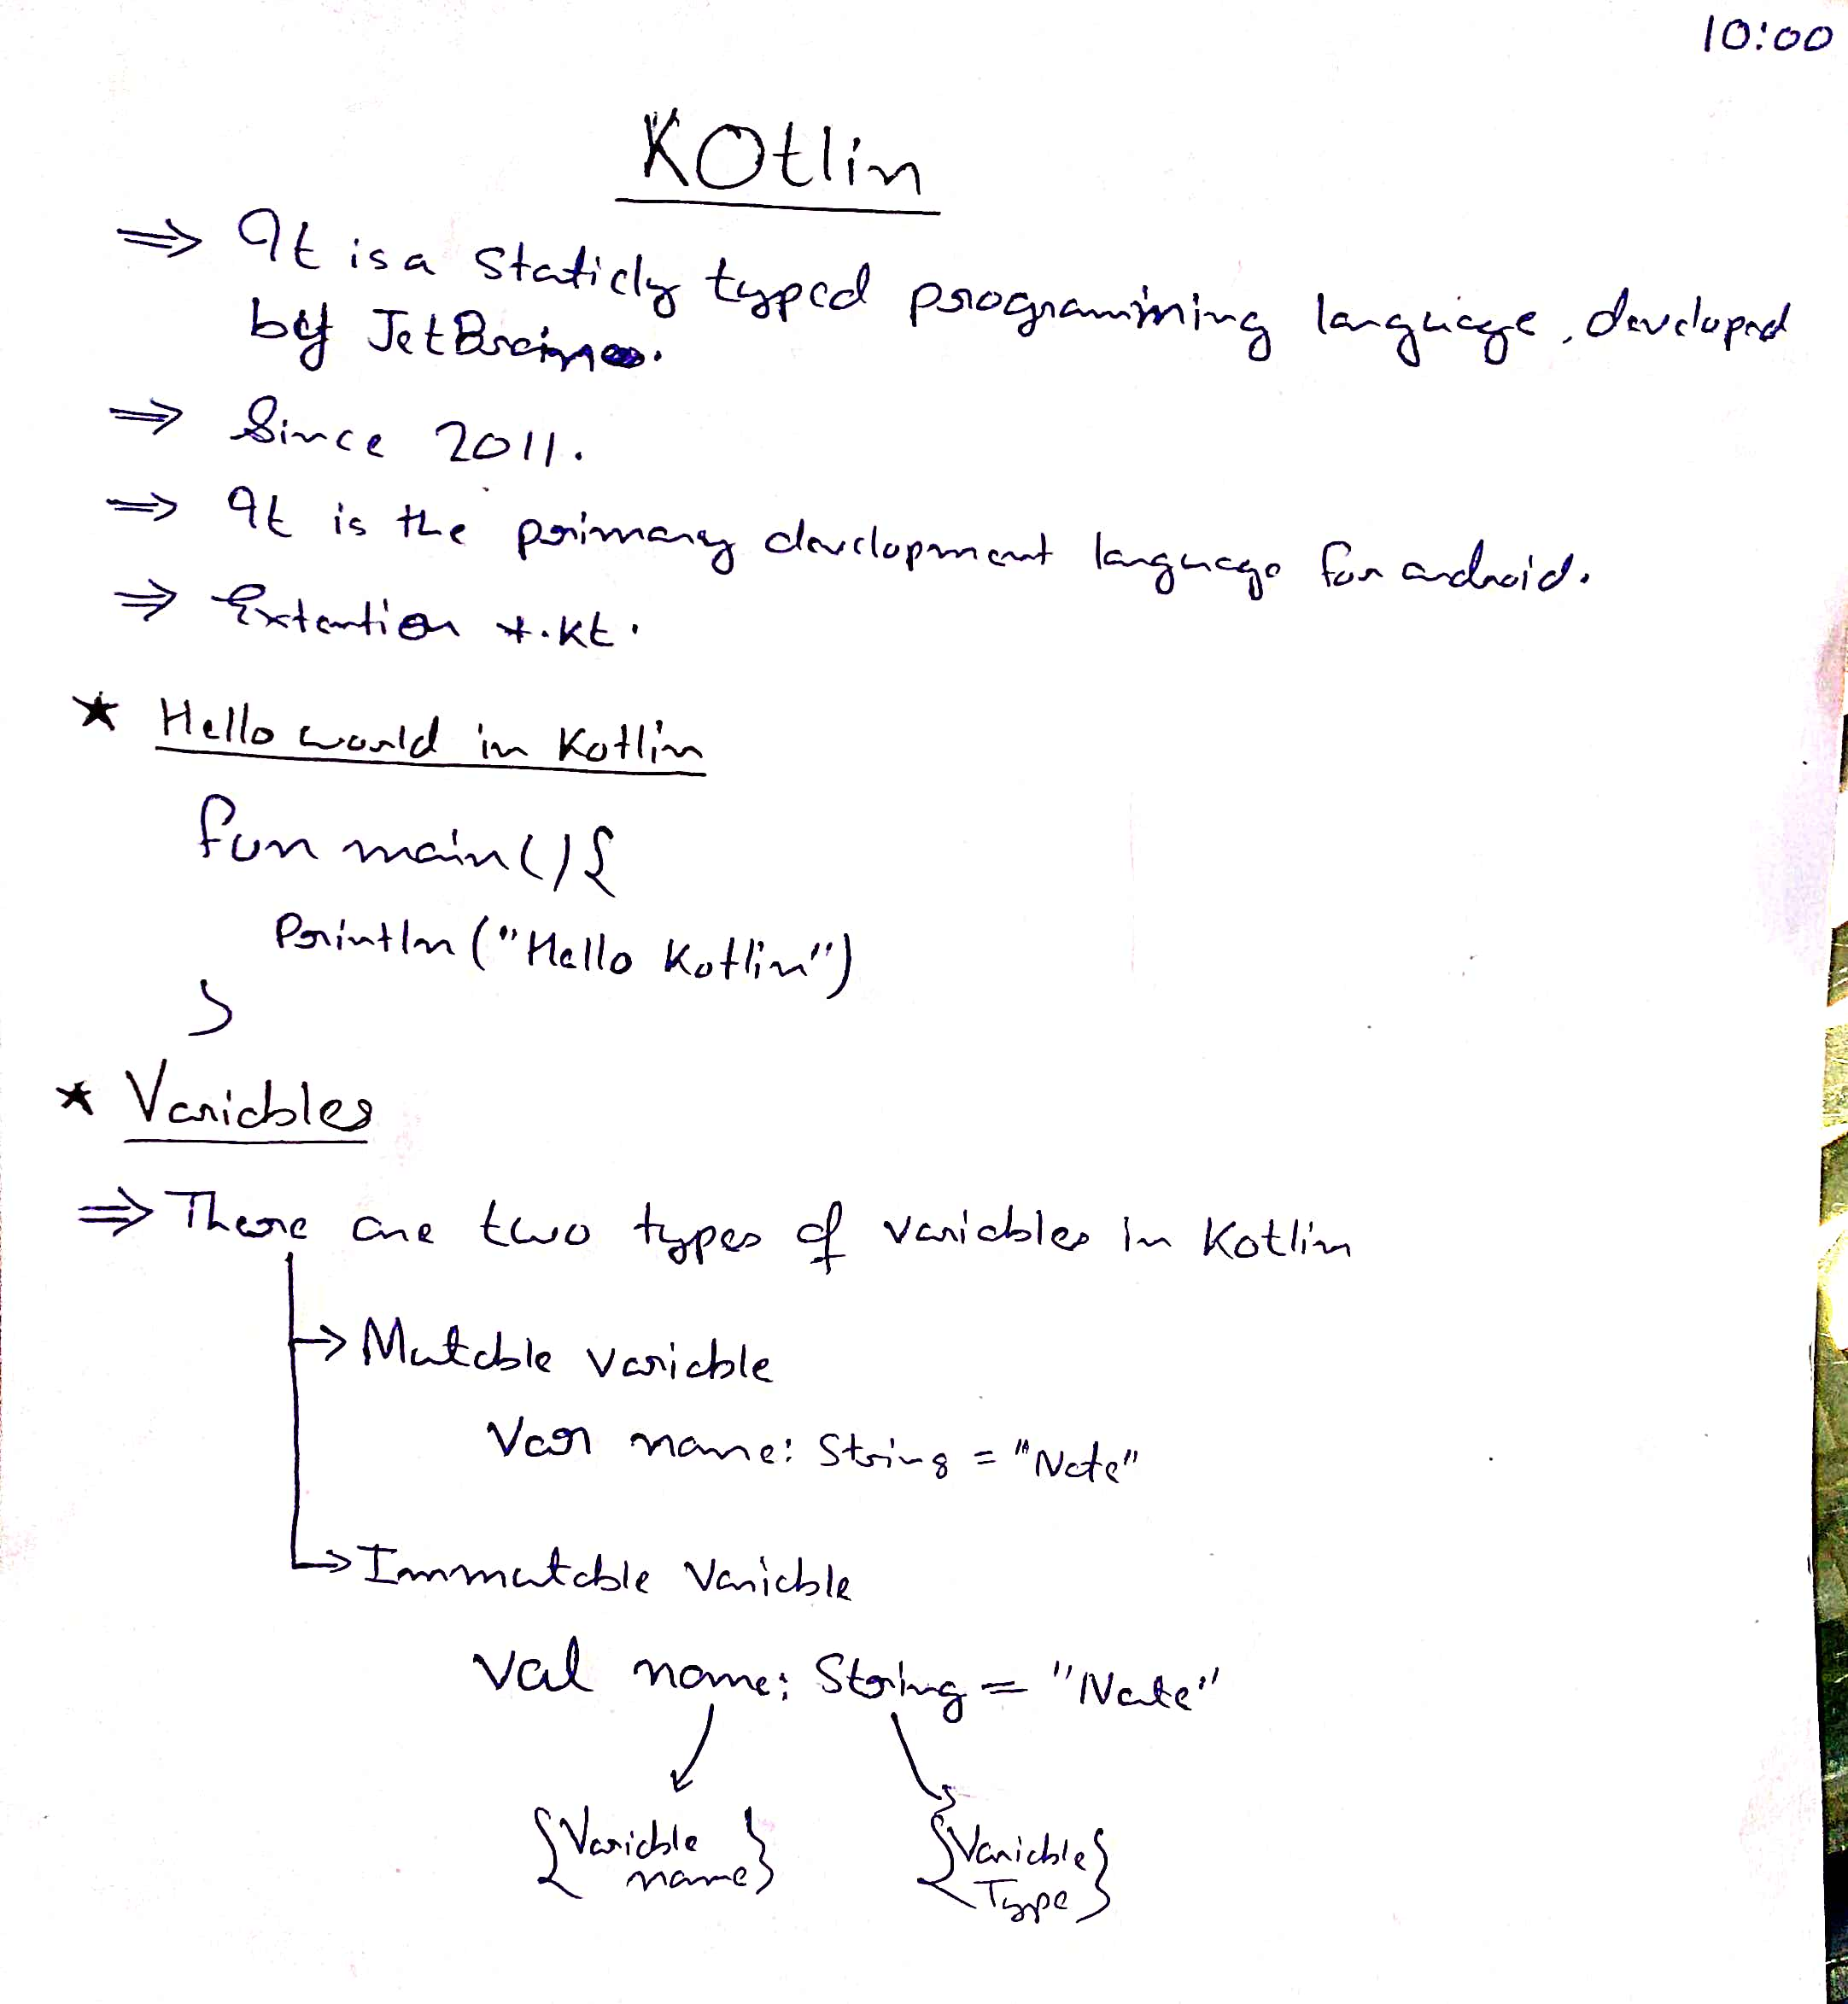 10:00
KOtlin
⇒ It is a Staticly typed programming language, developed
by JetBrains.
⇒ Since 2011.
⇒ It is the primary development language for android.
⇒ Extention *.kt.
★ Hello world in Kotlin
fun main(){
Println("Hello Kotlin")
}
★ Variables
⇒ There are two types of variables in Kotlin
→ Mutable variable
Var name: String = "Nate"
→ Immutable Variable
Val name: String = "Nate"
{Variable name} {Variable Type}